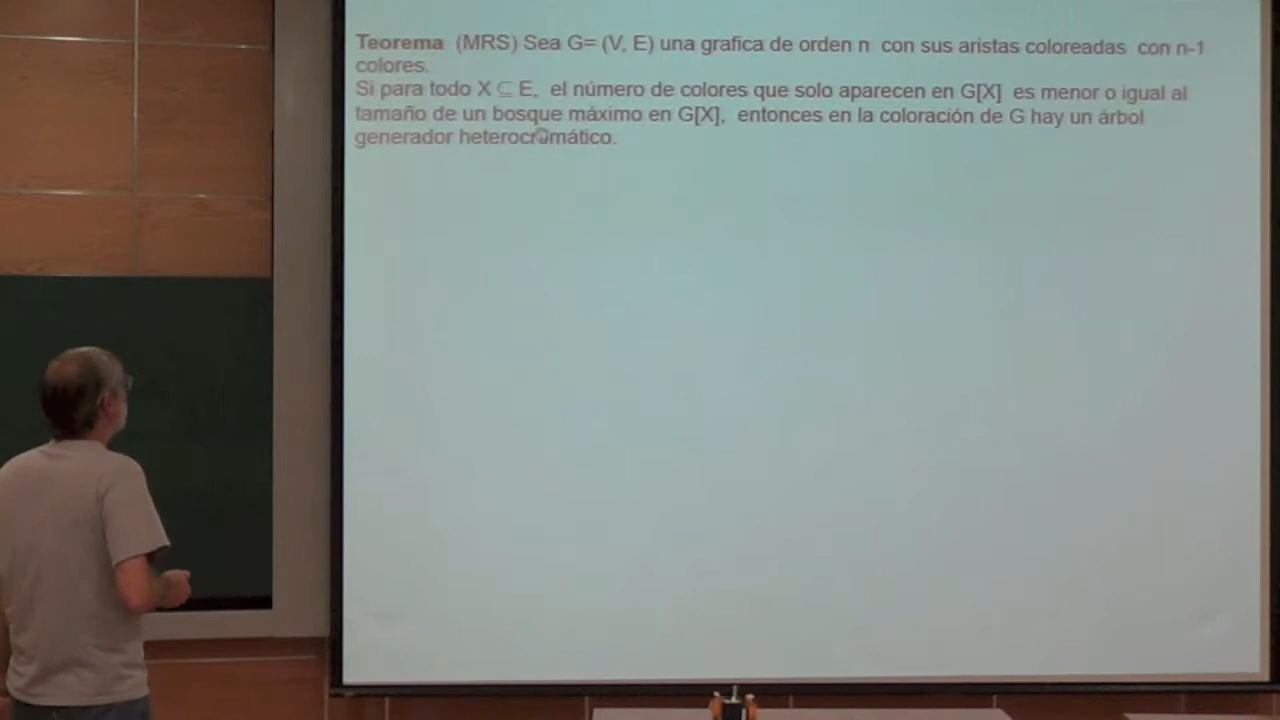 Teorema (MRS) Sea G= (V, E) una grafica de orden n con sus aristas coloreadas con n-1
colores.
Si para todo X ⊆ E, el número de colores que solo aparecen en G[X] es menor o igual al
tamaño de un bosque máximo en G[X], entonces en la coloración de G hay un árbol
generador heterocromático.